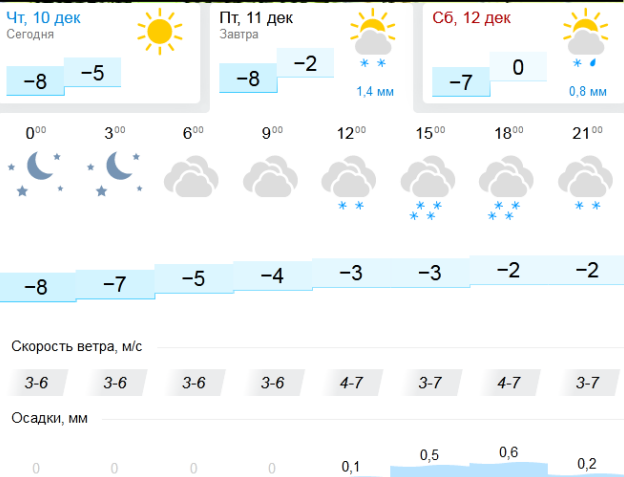 Чт, 10 дек
Сегодня
−8
−5
Пт, 11 дек
Завтра
−8
−2
1,4 мм
Сб, 12 дек
−7
0
0,8 мм
0⁰⁰ 3⁰⁰ 6⁰⁰ 9⁰⁰ 12⁰⁰ 15⁰⁰ 18⁰⁰ 21⁰⁰
−8 −7 −5 −4 −3 −3 −2 −2
Скорость ветра, м/с
3-6 3-6 3-6 3-6 4-7 3-7 4-7 3-7
Осадки, мм
0 0 0 0 0,1 0,5 0,6 0,2